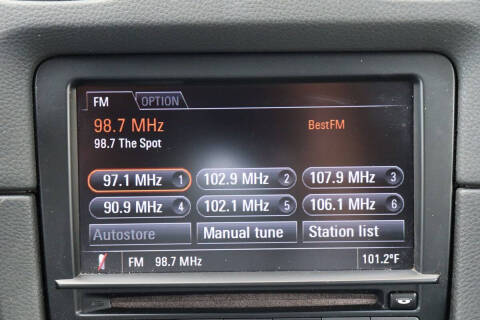 FM OPTION
98.7 MHz BestFM
98.7 The Spot
97.1 MHz 1 102.9 MHz 2 107.9 MHz 3
90.9 MHz 4 102.1 MHz 5 106.1 MHz 6
Autostore Manual tune Station list
FM 98.7 MHz 101.2°F